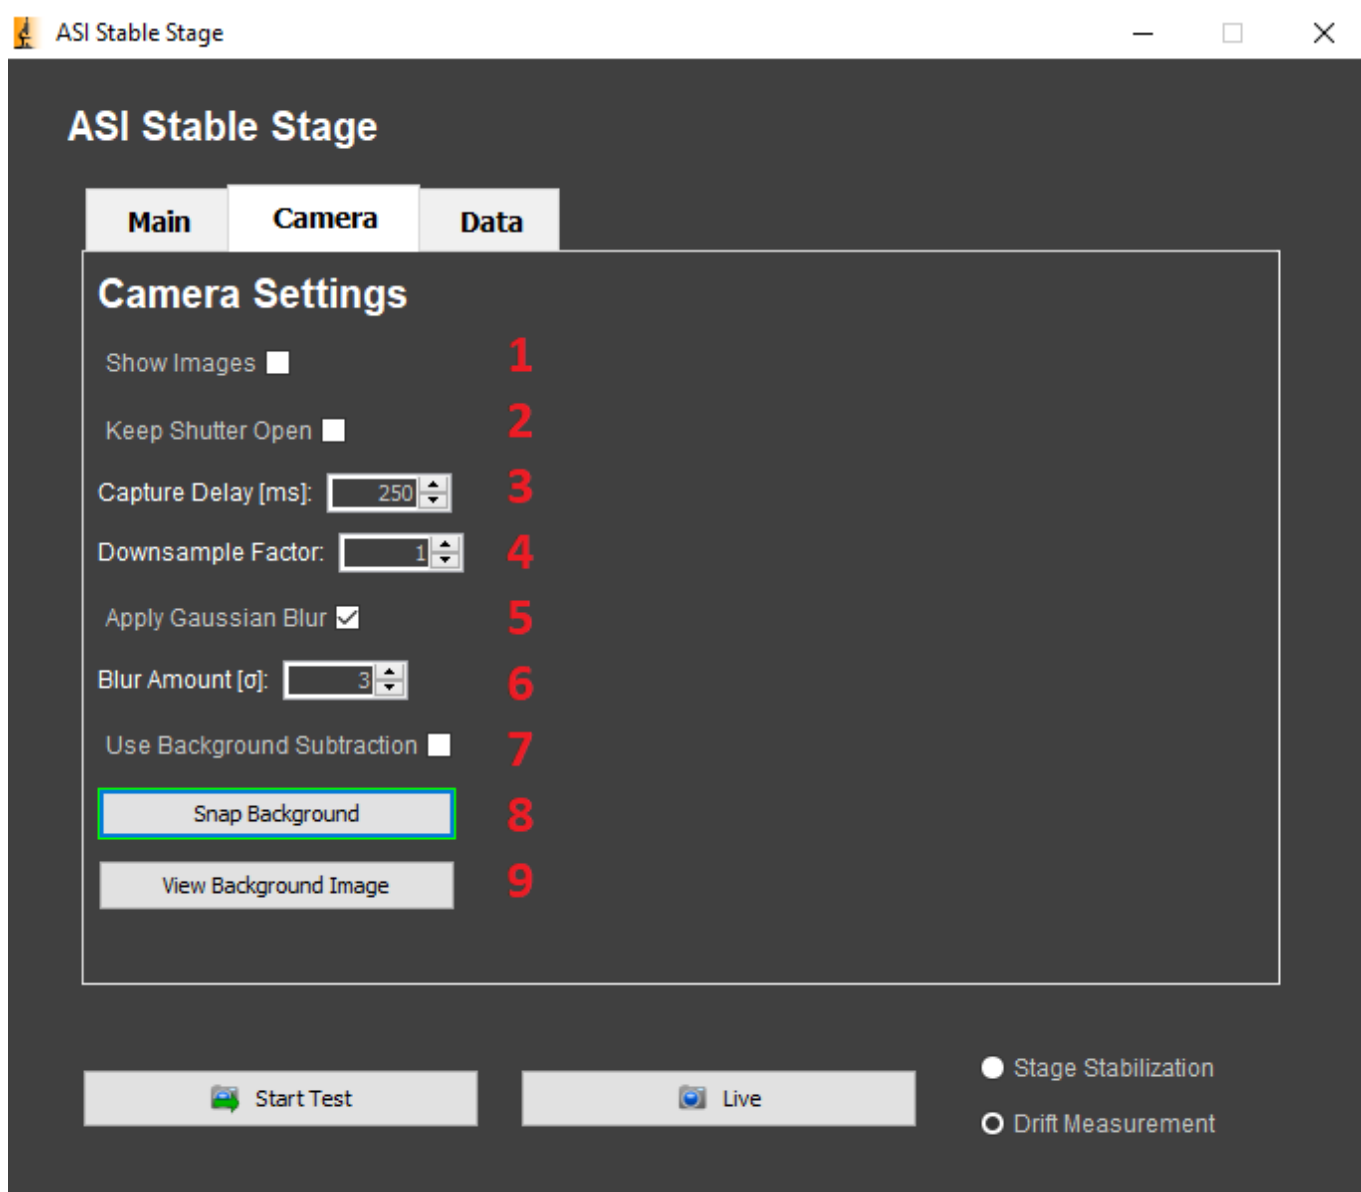 ASI Stable Stage
ASI Stable Stage
Main Camera Data
Camera Settings
Show Images 1
Keep Shutter Open 2
Capture Delay [ms]: 250 3
Downsample Factor: 1 4
Apply Gaussian Blur 5
Blur Amount [σ]: 3 6
Use Background Subtraction 7
Snap Background 8
View Background Image 9
Stage Stabilization
Start Test Live
Drift Measurement